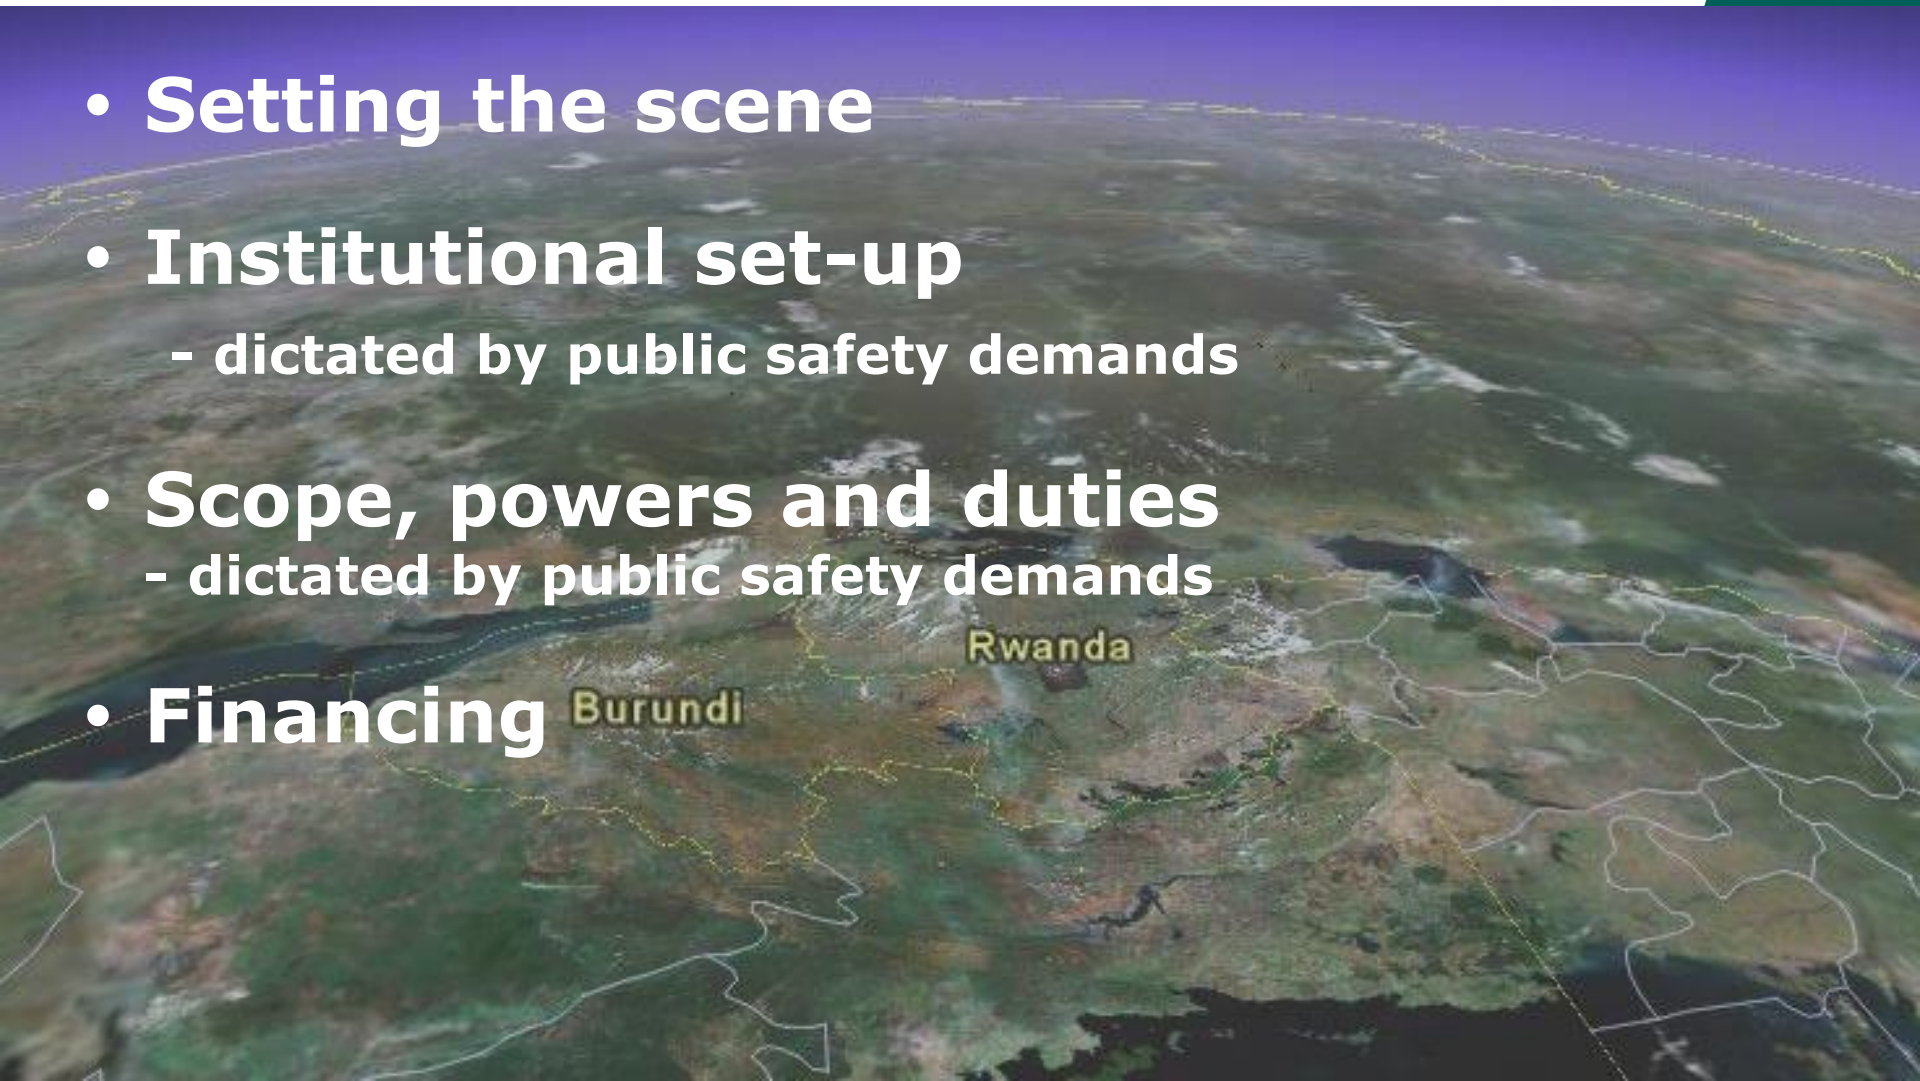 • Setting the scene
• Institutional set-up
- dictated by public safety demands
• Scope, powers and duties
- dictated by public safety demands
Rwanda
• Financing
Burundi